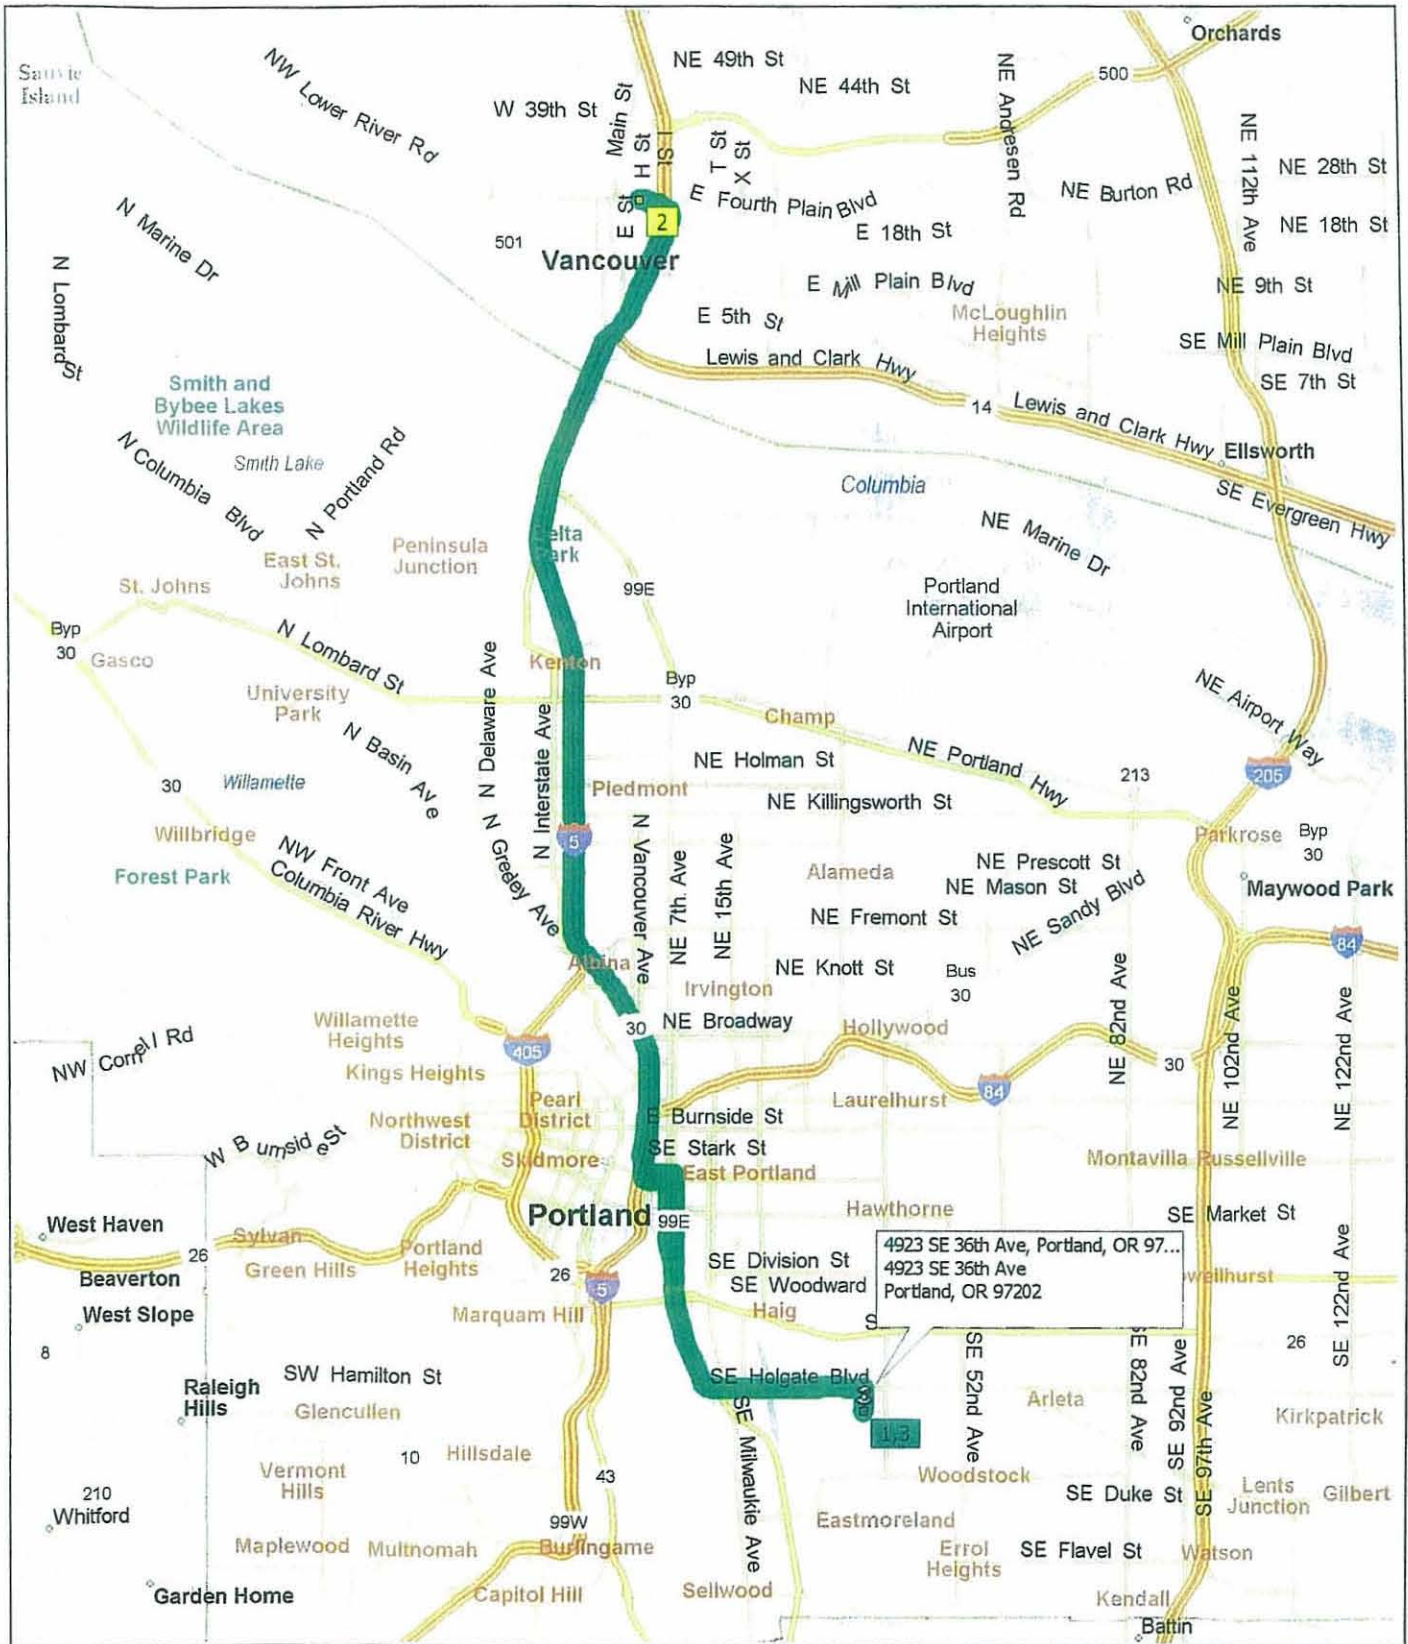 Orchards
Sauvie
Island
NW Lower River Rd
W 39th St
Main St
H St
I St
NE 49th St
NE 44th St
500
T St
X St
NE Andresen Rd
NE 112th Ave
NE 28th St
NE Burton Rd
E Fourth Plain Blvd
E St
2
NE 18th St
N Marine Dr
501
E 18th St
Vancouver
N Lombard St
E Mill Plain Blvd
NE 9th St
E 5th St
McLoughlin
Heights
SE Mill Plain Blvd
Lewis and Clark Hwy
SE 7th St
Smith and
Bybee Lakes
Wildlife Area
14
Lewis and Clark Hwy
Ellsworth
N Columbia Blvd
Smith Lake
N Portland Rd
Columbia
SE Evergreen Hwy
NE Marine Dr
Delta
Park
Peninsula
Junction
East St.
Johns
St. Johns
99E
Portland
International
Airport
Byp
30
Gasco
N Lombard St
Kenton
N Delaware Ave
University
Park
Byp
30
NE Airport Way
Champ
N Interstate Ave
N Basin Ave
NE Holman St
NE Portland Hwy
213
205
30
Willamette
Piedmont
NE Killingsworth St
Willbridge
5
N Vancouver Ave
Parkrose
Byp
30
NW Front Ave
N Greeley Ave
NE 7th. Ave
NE 15th Ave
Alameda
NE Prescott St
NE Mason St
Maywood Park
Forest Park
Columbia River Hwy
NE Fremont St
NE Sandy Blvd
84
Albina
NE Knott St
Bus
30
Irvington
NE 82nd Ave
NE 102nd Ave
NE 122nd Ave
Willamette
Heights
30
NE Broadway
Hollywood
NW Cornell Rd
405
Kings Heights
30
84
Pearl
District
Laurelhurst
Northwest
District
E Burnside St
W Burnside St
SE Stark St
Skidmore
East Portland
Montavilla
Russellville
Portland
99E
Hawthorne
SE Market St
West Haven
Sylvan
26
Portland
Heights
Green Hills
Beaverton
SE Division St
4923 SE 36th Ave, Portland, OR 97...
4923 SE 36th Ave
Portland, OR 97202
26
5
SE Woodward
wellhurst
SE 122nd Ave
West Slope
Marquam Hill
Haig
S
26
8
SE 52nd Ave
SE 82nd Ave
SE 92nd Ave
SW Hamilton St
SE Holgate Blvd
Raleigh
Hills
Glencullen
Arleta
Kirkpatrick
1,3
SE Milwaukie Ave
SE 97th Ave
10
Hillsdale
Vermont
Hills
43
Woodstock
210
SE Duke St
Lents
Junction
Gilbert
Whitford
99W
Eastmoreland
Maplewood
Multnomah
Burlingame
Errol
Heights
SE Flavel St
Watson
Garden Home
Capitol Hill
Sellwood
Kendall
Battin